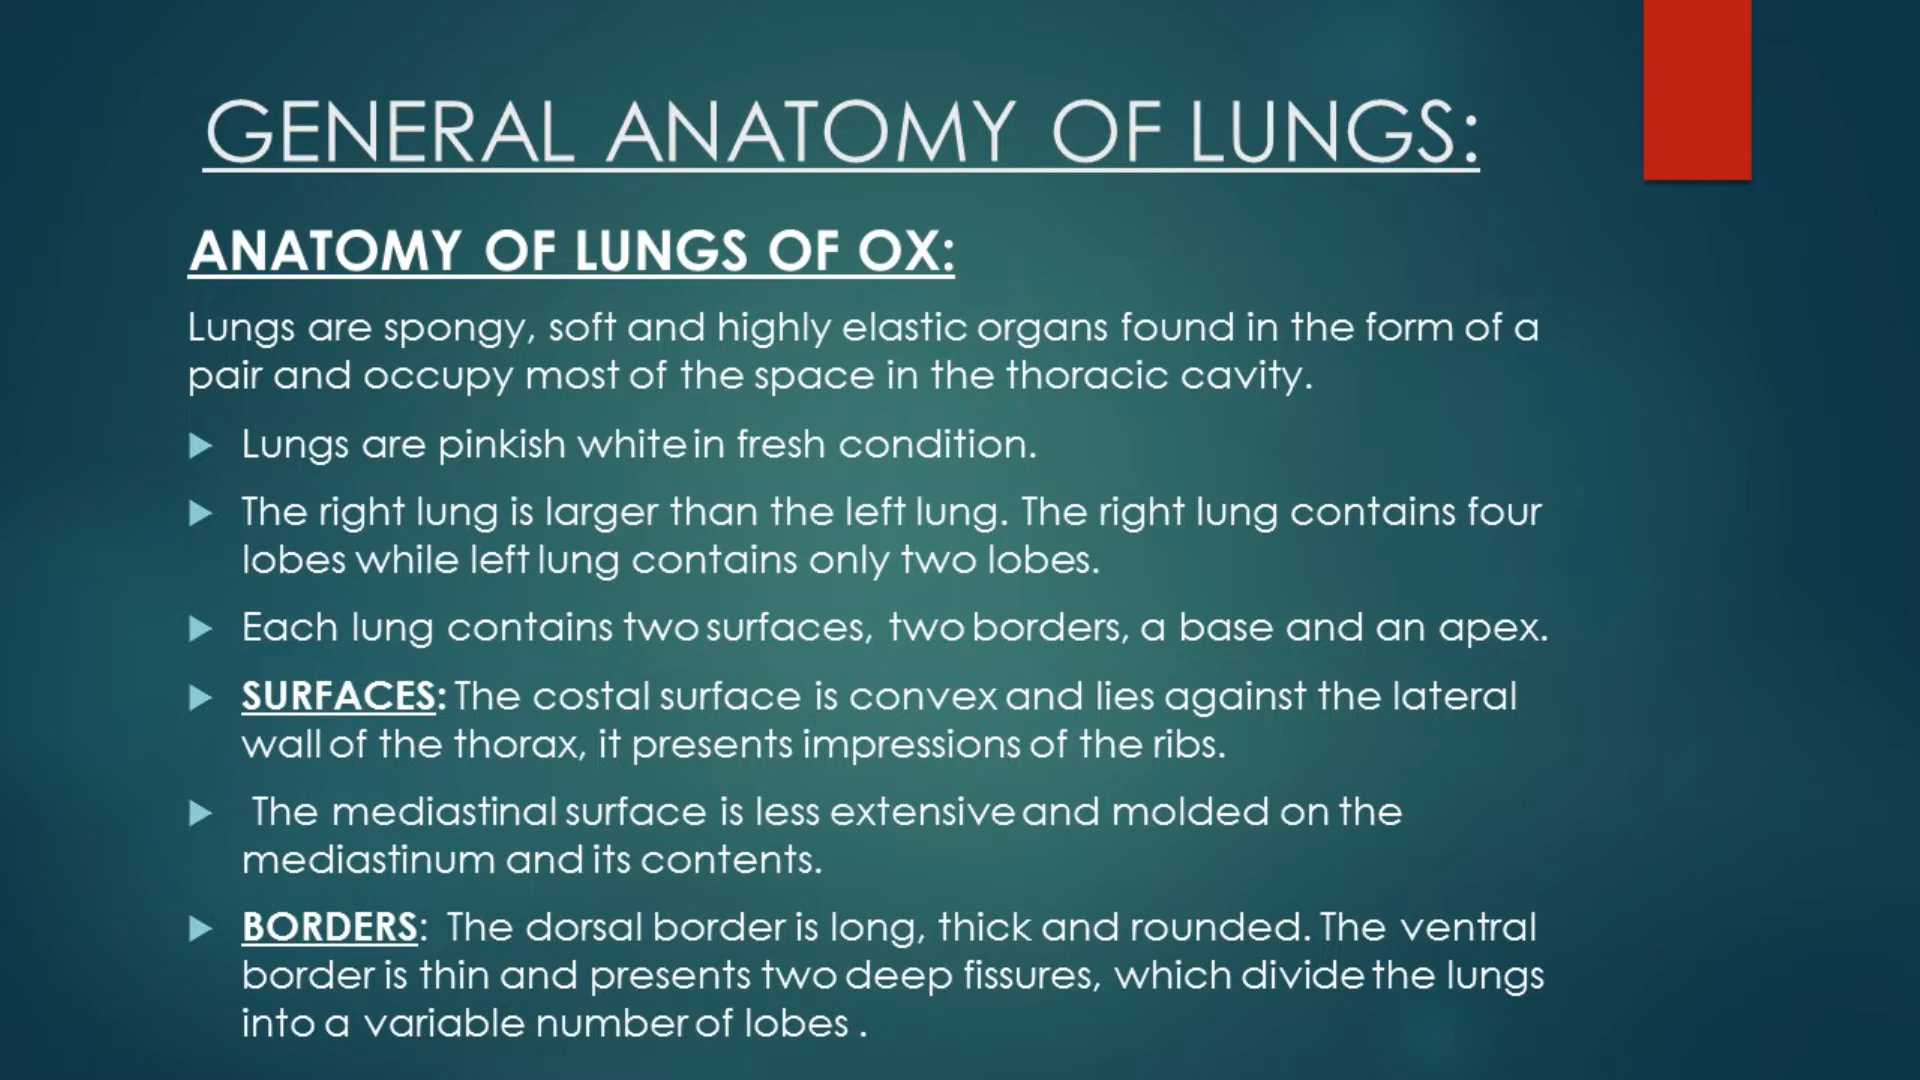 GENERAL ANATOMY OF LUNGS:
ANATOMY OF LUNGS OF OX:
Lungs are spongy, soft and highly elastic organs found in the form of a
pair and occupy most of the space in the thoracic cavity.
Lungs are pinkish white in fresh condition.
The right lung is larger than the left lung. The right lung contains four
lobes while left lung contains only two lobes.
Each lung contains two surfaces, two borders, a base and an apex.
SURFACES: The costal surface is convex and lies against the lateral
wall of the thorax, it presents impressions of the ribs.
The mediastinal surface is less extensive and molded on the
mediastinum and its contents.
BORDERS: The dorsal border is long, thick and rounded. The ventral
border is thin and presents two deep fissures, which divide the lungs
into a variable number of lobes .